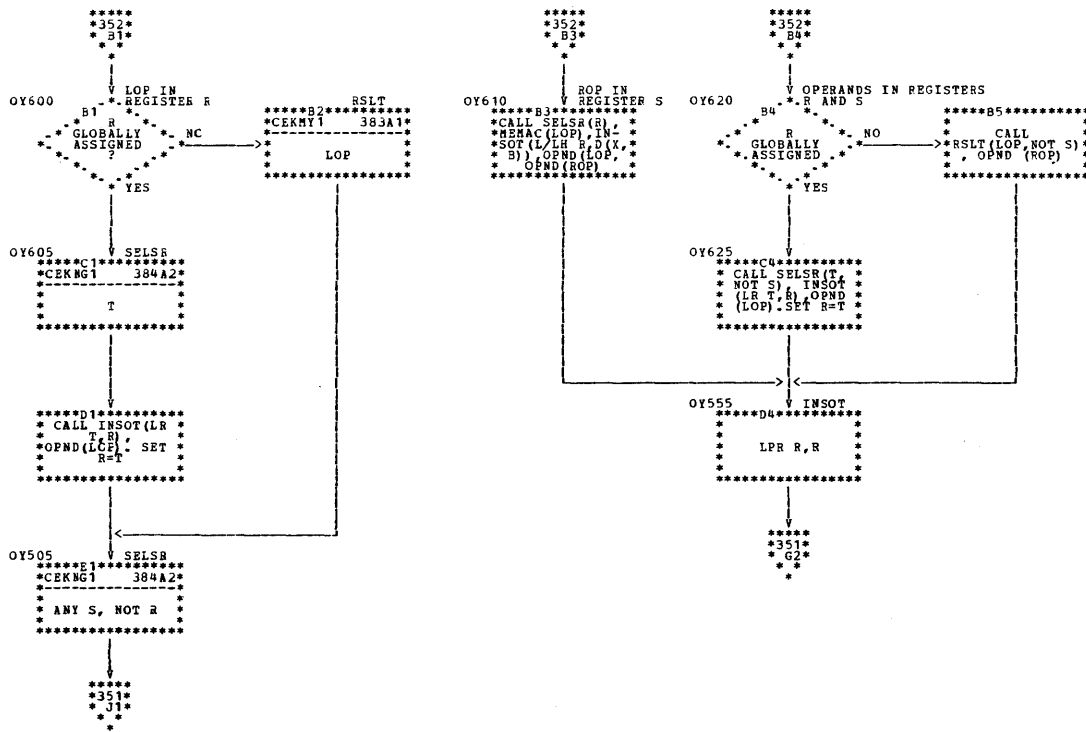 352
B1
352
B3
352
B4
LOP IN
REGISTER R
OY600
B1
R
GLOBALLY
ASSIGNED
?
NO
YES
RSLT
B2
CEKMY1 383A1
LOP
ROP IN
REGISTER S
OY610
B3
CALL SELSR(R),
MEMAC(LOP),IN-
SOT(L/LH R,D(X,
B)),OPND(LOP,
OPND(ROP)
OPERANDS IN REGISTERS
R AND S
OY620
B4
R
GLOBALLY
ASSIGNED
NO
YES
B5
CALL
RSLT(LOP,NOT S)
, OPND (ROP)
OY605
SELSR
C1
CEKNG1 384A2
T
OY625
C4
CALL SELSR(T,
NOT S), INSOT
(LR T,R),OPND
(LOP).SET R=T
D1
CALL INSOT(LR
T,R),
OPND(LOP). SET
R=T
OY555
INSOT
D4
LPR R,R
OY505
SELSR
E1
CEKNG1 384A2
ANY S, NOT R
351
G2
351
J1